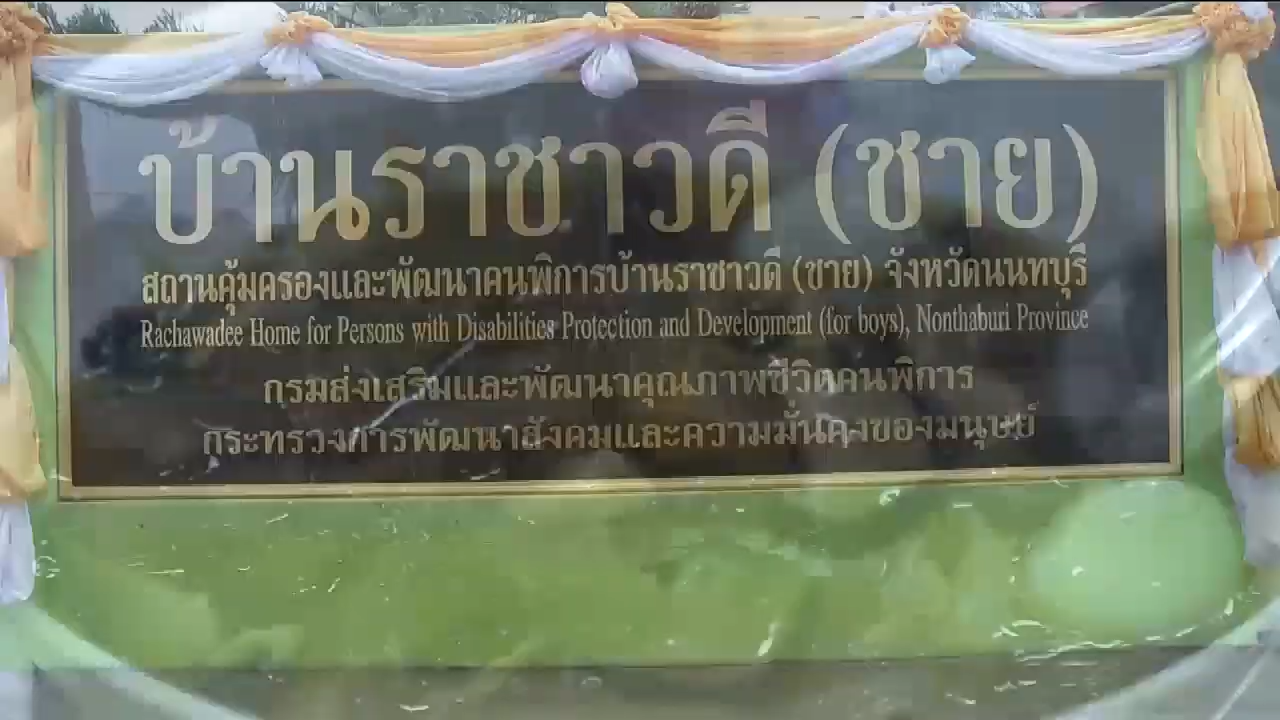 บ้านราชาวดี (ชาย)
สถานคุ้มครองและพัฒนาคนพิการบ้านราชาวดี (ชาย) จังหวัดนนทบุรี
Rachawadee Home for Persons with Disabilities Protection and Development (for boys), Nonthaburi Province
กรมส่งเสริมและพัฒนาคุณภาพชีวิตคนพิการ
กระทรวงการพัฒนาสังคมและความมั่นคงของมนุษย์